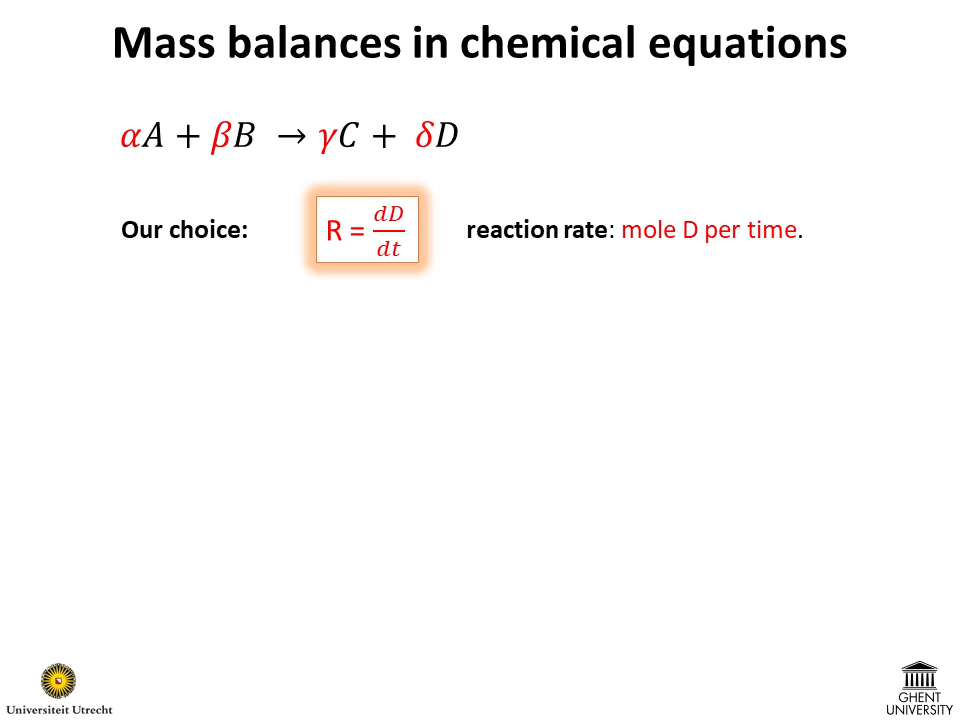 Mass balances in chemical equations
αA + βB → γC + δD
Our choice: R = dD/dt reaction rate: mole D per time.
Universiteit Utrecht
GHENT
UNIVERSITY